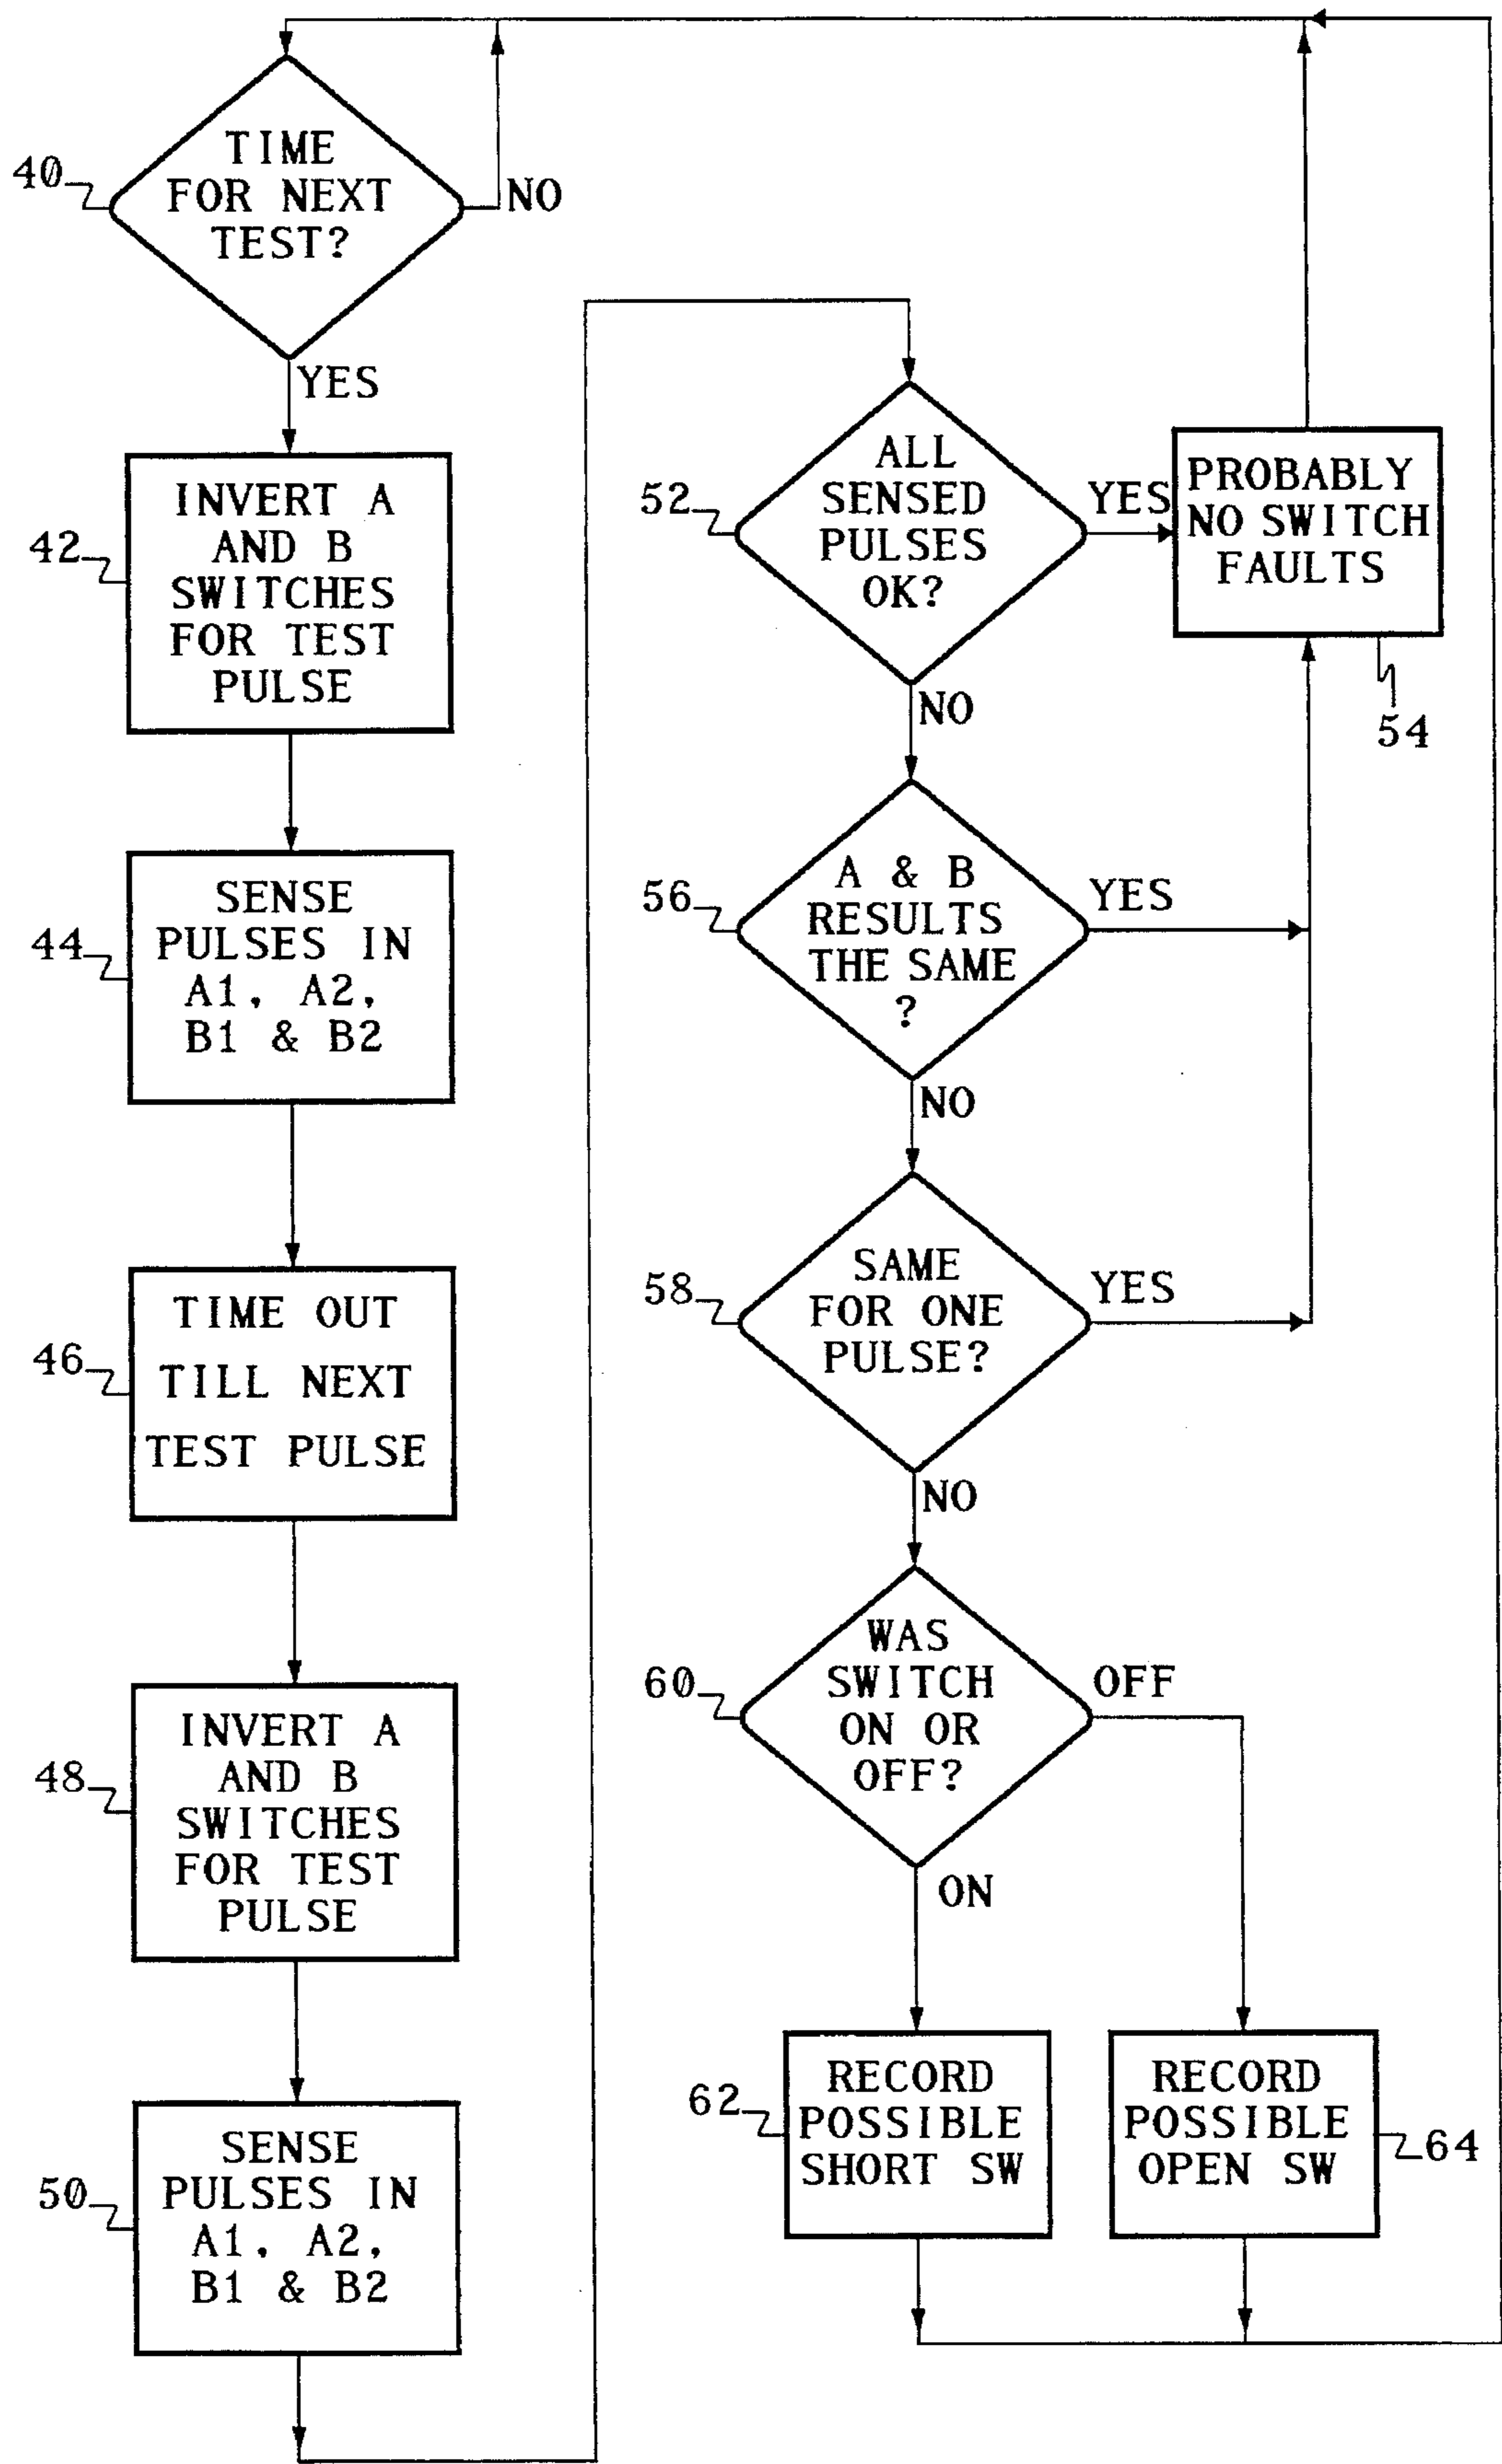 40
TIME
FOR NEXT
TEST?
NO
YES
42
INVERT A
AND B
SWITCHES
FOR TEST
PULSE
44
SENSE
PULSES IN
A1, A2,
B1 & B2
46
TIME OUT
TILL NEXT
TEST PULSE
48
INVERT A
AND B
SWITCHES
FOR TEST
PULSE
50
SENSE
PULSES IN
A1, A2,
B1 & B2
52
ALL
SENSED
PULSES
OK?
YES
NO
PROBABLY
NO SWITCH
FAULTS
54
56
A & B
RESULTS
THE SAME
?
YES
NO
58
SAME
FOR ONE
PULSE?
YES
NO
60
WAS
SWITCH
ON OR
OFF?
OFF
ON
62
RECORD
POSSIBLE
SHORT SW
RECORD
POSSIBLE
OPEN SW
64